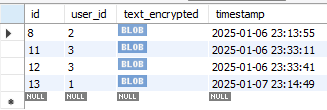 id user_id text_encrypted timestamp
8 2 BLOB 2025-01-06 23:13:55
11 3 BLOB 2025-01-06 23:33:11
12 3 BLOB 2025-01-06 23:33:41
13 1 BLOB 2025-01-07 23:14:49
NULL NULL NULL NULL